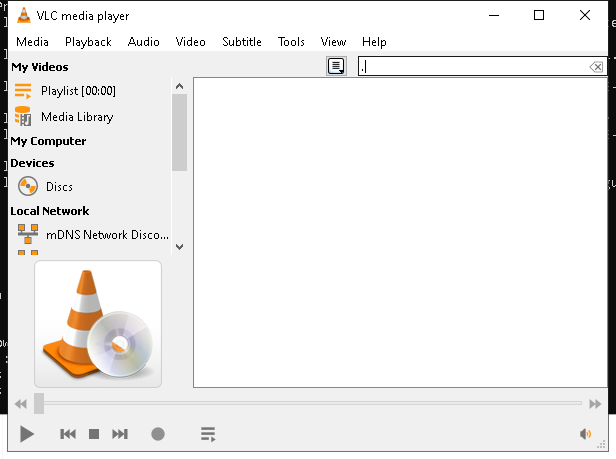 VLC media player
Media Playback Audio Video Subtitle Tools View Help
My Videos
.
Playlist [00:00]
Media Library
My Computer
Devices
Discs
Local Network
mDNS Network Disco...